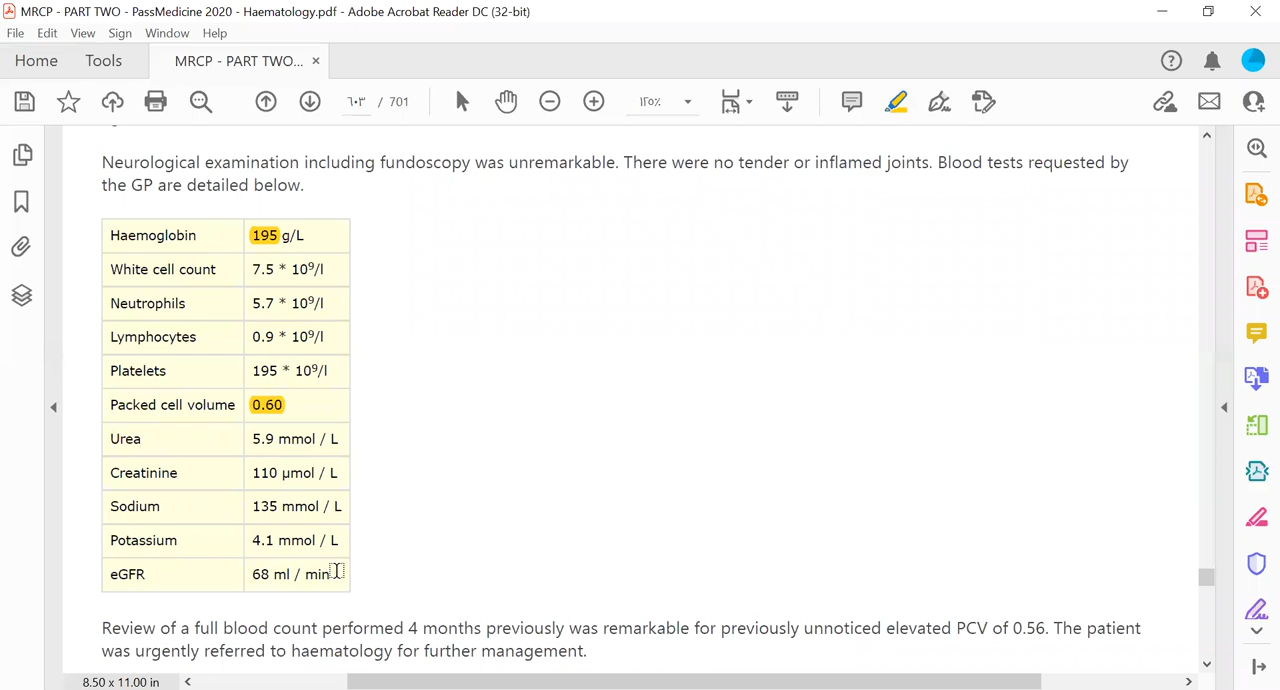 MRCP - PART TWO - PassMedicine 2020 - Haematology.pdf - Adobe Acrobat Reader DC (32-bit)
File Edit View Sign Window Help
Home Tools MRCP - PART TWO... ×
٦٠٣ / 701 ١٢٥%
Neurological examination including fundoscopy was unremarkable. There were no tender or inflamed joints. Blood tests requested by
the GP are detailed below.
Haemoglobin 195 g/L
White cell count 7.5 * 10⁹/l
Neutrophils 5.7 * 10⁹/l
Lymphocytes 0.9 * 10⁹/l
Platelets 195 * 10⁹/l
Packed cell volume 0.60
Urea 5.9 mmol / L
Creatinine 110 µmol / L
Sodium 135 mmol / L
Potassium 4.1 mmol / L
eGFR 68 ml / min
Review of a full blood count performed 4 months previously was remarkable for previously unnoticed elevated PCV of 0.56. The patient
was urgently referred to haematology for further management.
8.50 x 11.00 in